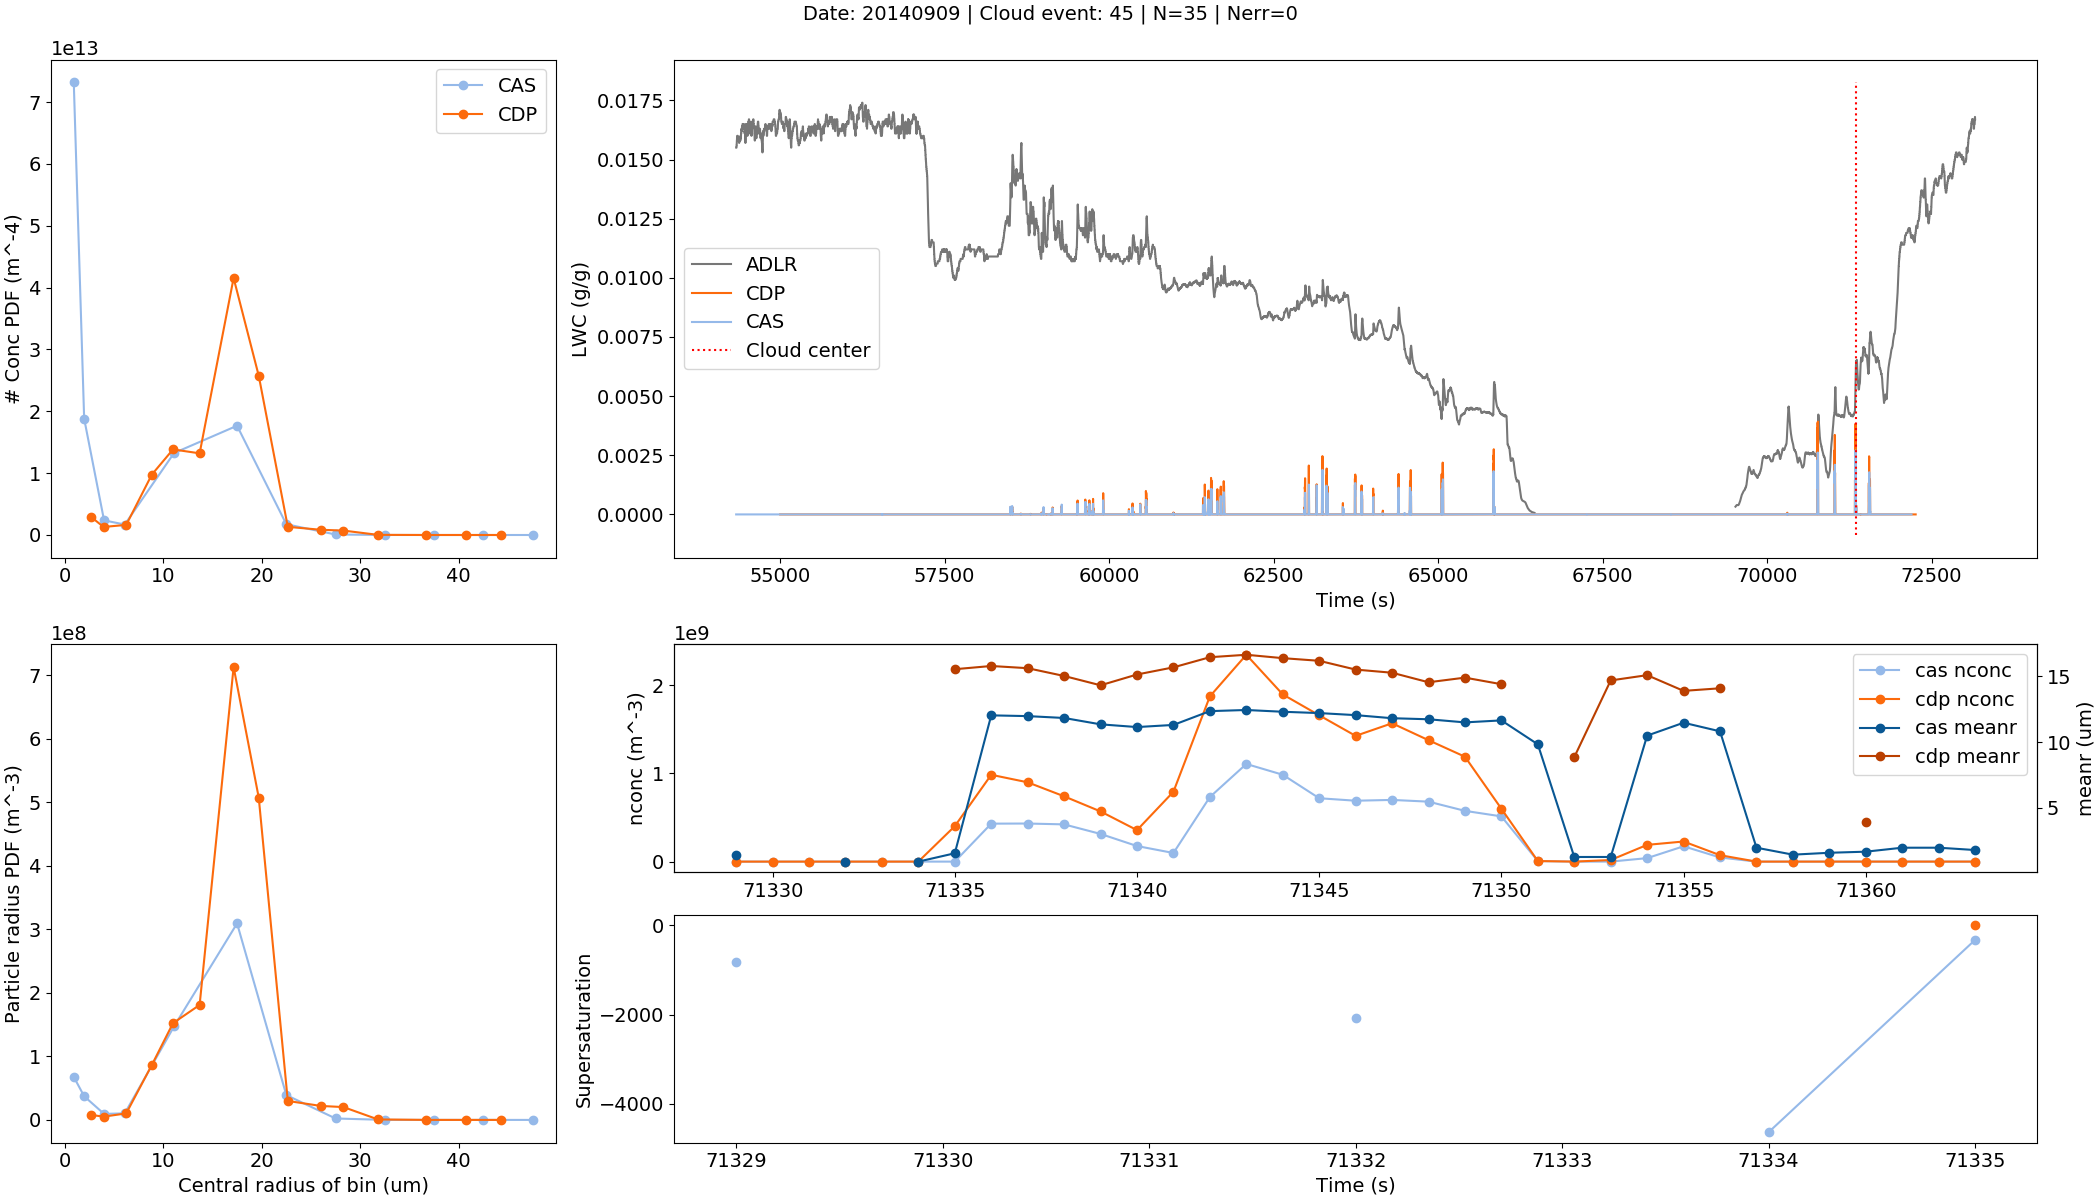 Date: 20140909 | Cloud event: 45 | N=35 | Nerr=0
1e13
# Conc PDF (m^-4)
7
6
5
4
3
2
1
0
CAS
CDP
0 10 20 30 40
LWC (g/g)
0.0175
0.0150
0.0125
0.0100
0.0075
0.0050
0.0025
0.0000
ADLR
CDP
CAS
Cloud center
55000 57500 60000 62500 65000 67500 70000 72500
Time (s)
1e8
Particle radius PDF (m^-3)
7
6
5
4
3
2
1
0
0 10 20 30 40
Central radius of bin (um)
1e9
nconc (m^-3)
2
1
0
cas nconc
cdp nconc
cas meanr
cdp meanr
15
10
5
meanr (um)
71330 71335 71340 71345 71350 71355 71360
Supersaturation
0
−2000
−4000
71329 71330 71331 71332 71333 71334 71335
Time (s)